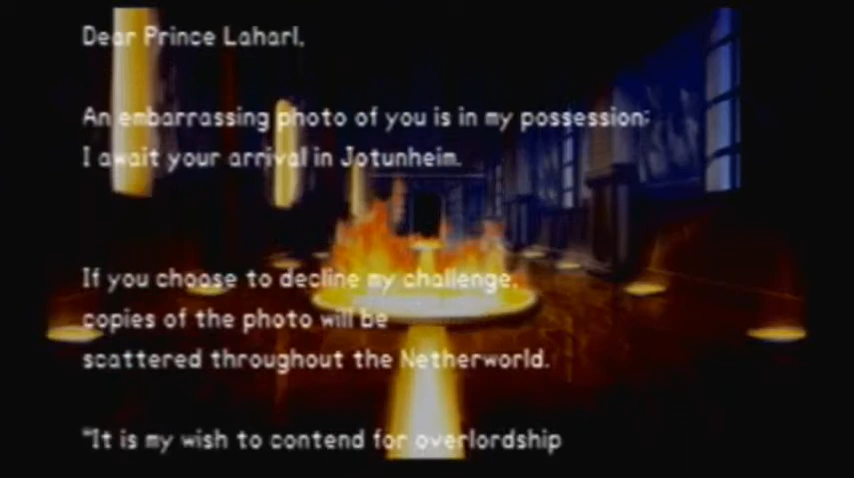 Dear Prince Laharl,
An embarrassing photo of you is in my possession;
I await your arrival in Jotunheim.
If you choose to decline my challenge,
copies of the photo will be
scattered throughout the Netherworld.
"It is my wish to contend for overlordship